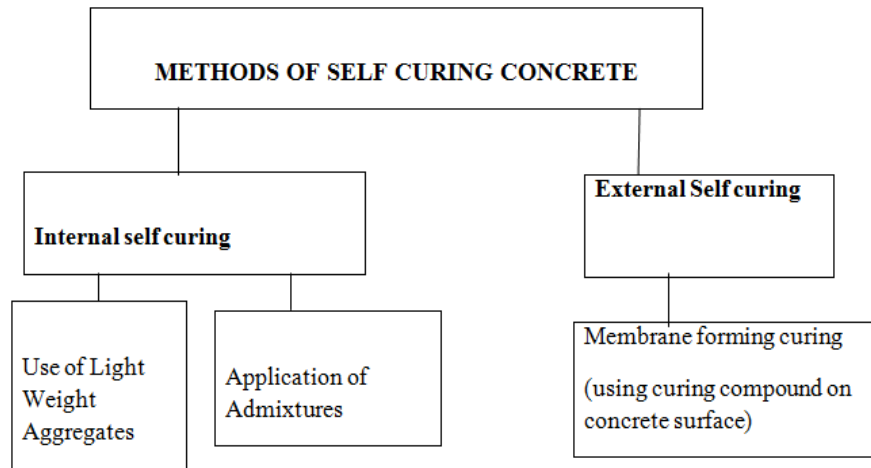 METHODS OF SELF CURING CONCRETE
Internal self curing
External Self curing
Use of Light
Weight
Aggregates
Application of
Admixtures
Membrane forming curing
(using curing compound on
concrete surface)